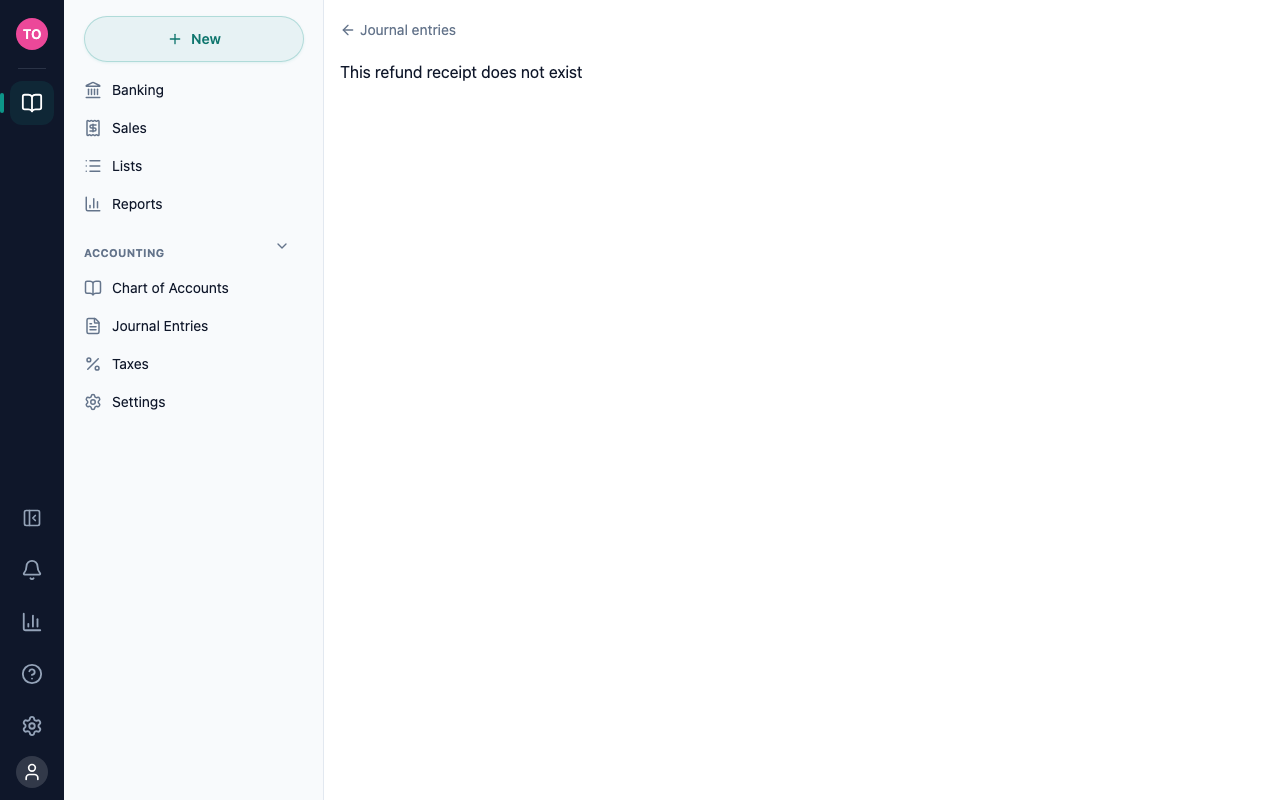 TO
New
Banking
Sales
Lists
Reports
ACCOUNTING
Chart of Accounts
Journal Entries
Taxes
Settings
Journal entries
This refund receipt does not exist